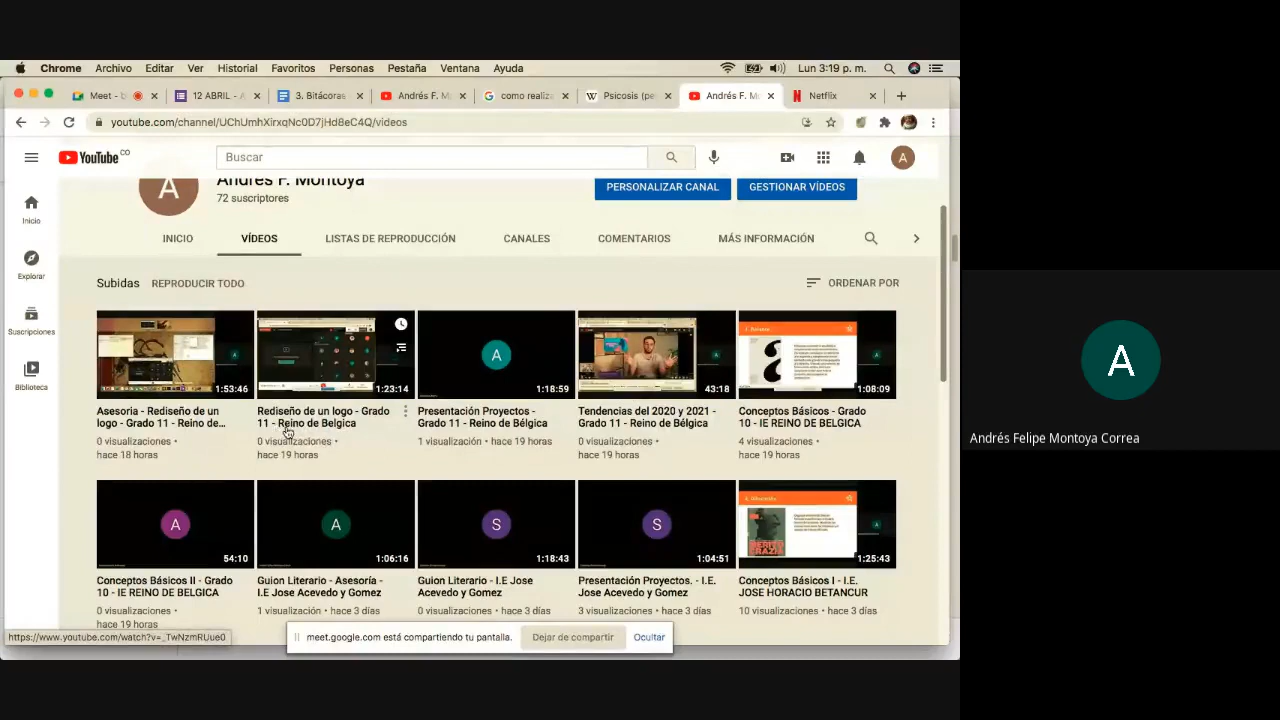 Chrome Archivo Editar Ver Historial Favoritos Personas Pestaña Ventana Ayuda Lun 3:19 p. m.
Meet - b 12 ABRIL - A 3. Bitácoras Andrés F. M como realiza Psicosis (pe Andrés F. M Netflix
youtube.com/channel/UChUmhXirxqNc0D7jHd8eC4Q/videos
YouTube CO Buscar A
A Andrés F. Montoya
72 suscriptores
PERSONALIZAR CANAL GESTIONAR VÍDEOS
Inicio
Explorar
Suscripciones
Biblioteca
INICIO VÍDEOS LISTAS DE REPRODUCCIÓN CANALES COMENTARIOS MÁS INFORMACIÓN
Subidas REPRODUCIR TODO ORDENAR POR
1:53:46
Asesoria - Rediseño de un
logo - Grado 11 - Reino de...
0 visualizaciones •
hace 18 horas
1:23:14
Rediseño de un logo - Grado
11 - Reino de Belgica
0 visualizaciones •
hace 19 horas
A
1:18:59
Presentación Proyectos -
Grado 11 - Reino de Bélgica
1 visualización • hace 19 horas
43:18
Tendencias del 2020 y 2021 -
Grado 11 - Reino de Bélgica
0 visualizaciones •
hace 19 horas
1:08:09
Conceptos Básicos - Grado
10 - IE REINO DE BELGICA
4 visualizaciones •
hace 19 horas
A
54:10
Conceptos Básicos II - Grado
10 - IE REINO DE BELGICA
0 visualizaciones •
hace 19 horas
A
1:06:16
Guion Literario - Asesoría -
I.E Jose Acevedo y Gomez
1 visualización • hace 3 días
S
1:18:43
Guion Literario - I.E Jose
Acevedo y Gomez
0 visualizaciones • hace 3 días
S
1:04:51
Presentación Proyectos. - I.E.
Jose Acevedo y Gomez
3 visualizaciones • hace 3 días
1:25:43
Conceptos Básicos I - I.E.
JOSE HORACIO BETANCUR
10 visualizaciones • hace 3 días
https://www.youtube.com/watch?v=_TwNzmRUue0
meet.google.com está compartiendo tu pantalla. Dejar de compartir Ocultar
A
Andrés Felipe Montoya Correa